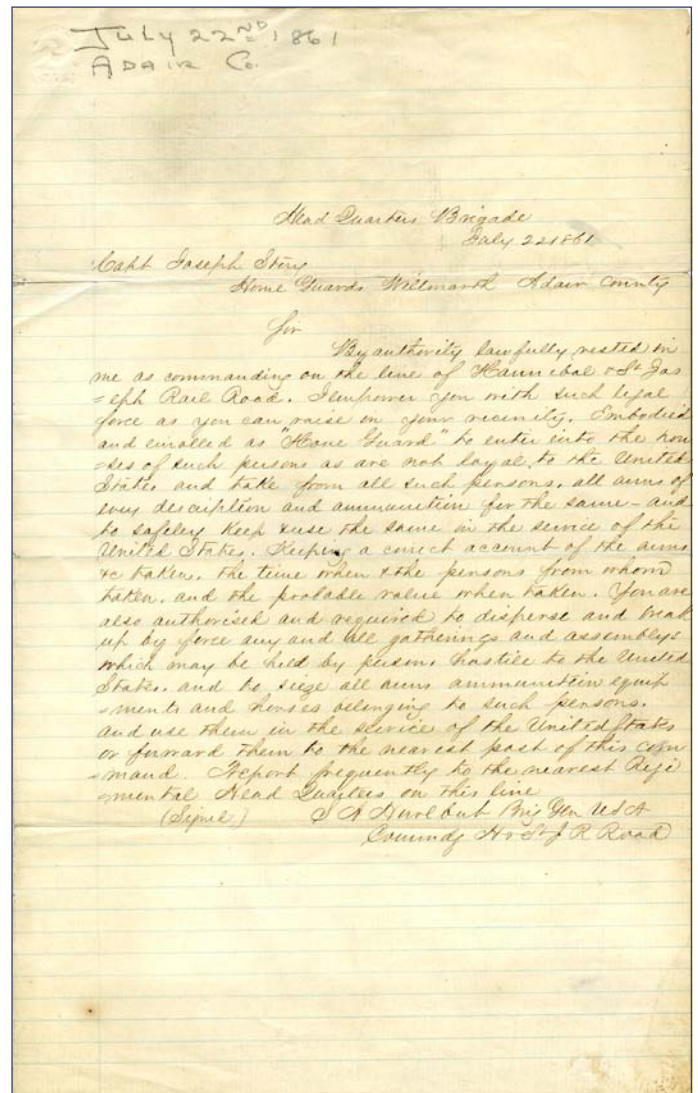 July 22ND 1861
ADAIR Co.
Head Quarters Brigade
July 22 1861
Capt Joseph Story
Home Guards Willmarth Adair County
Sir
By authority lawfully vested in
me as commanding on the line of Hannibal & St Jos
=eph Rail Road. I empower you with such legal
force as you can raise in your vicinity. Embodied
and enrolled as "Home Guard" to enter into the hou
=ses of such persons as are not loyal to the United
States and take from all such persons, all arms of
every description and ammunition for the same - and
to safeley keep & use the same in the service of the
United States. Keeping a correct account of the arms
&c taken, the time when & the persons from whom
taken, and the probable value when taken. You are
also authorised and required to disperse and break
up by force any and all gatherings and assemblys
which may be held by persons hostile to the United
States, and to seize all arms ammunition equip
=ments and horses belonging to such persons.
and use them in the service of the United States
or forward them to the nearest post of this com
=mand. Report frequently to the nearest Regi
=mental Head Quarters on this line
(Signed) S A Hurlbut Brig Gen U S A
Commdg H & St J R Road